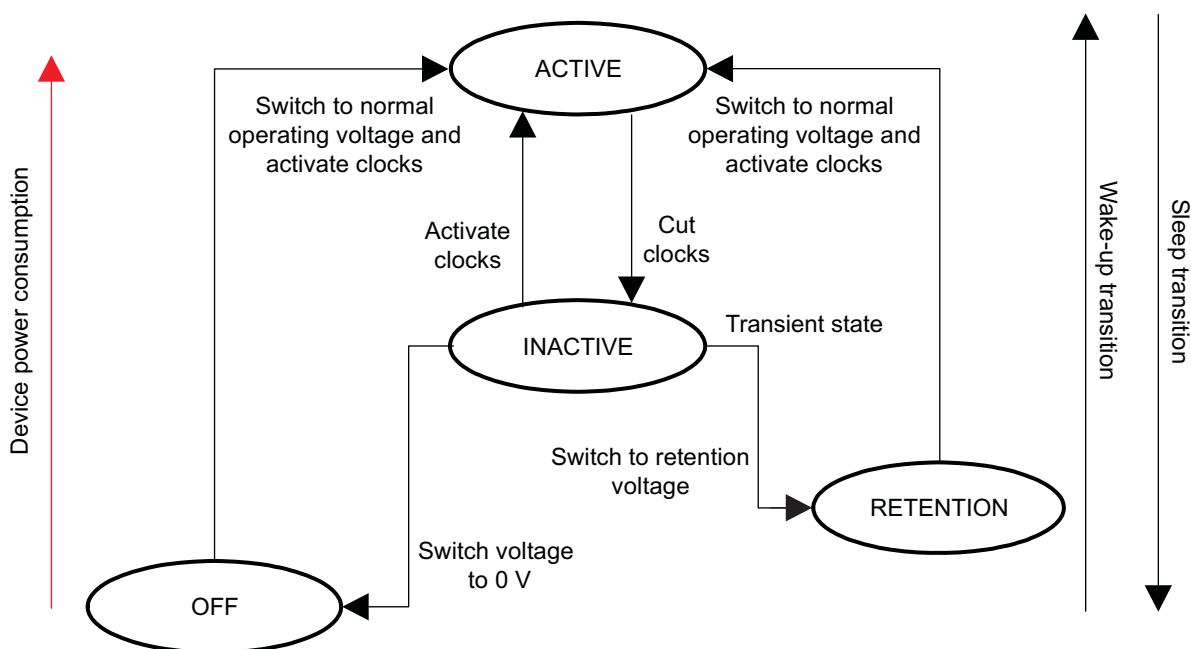 ACTIVE
Switch to normal
operating voltage and
activate clocks
Switch to normal
operating voltage and
activate clocks
Activate
clocks
Cut
clocks
Device power consumption
Wake-up transition
Sleep transition
INACTIVE
Transient state
Switch to retention
voltage
RETENTION
Switch voltage
to 0 V
OFF